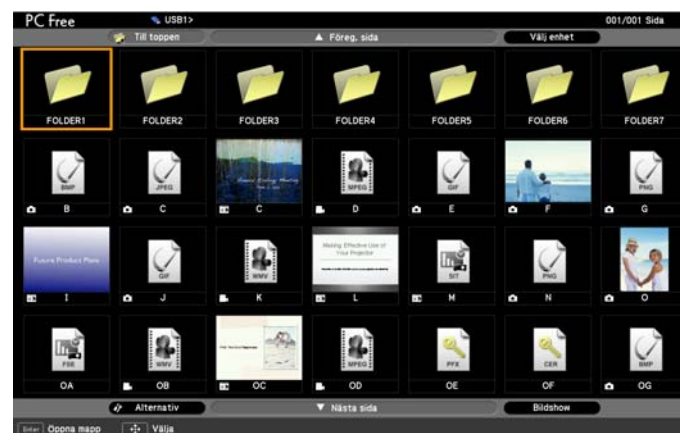 PC Free USB1> 001/001 Sida
Till toppen Föreg. sida Välj enhet
FOLDER1 FOLDER2 FOLDER3 FOLDER4 FOLDER5 FOLDER6 FOLDER7
BMP JPEG MPEG GIF PNG
B C C D E F G
Future Product Plans GIF WMV Making Effective Use of SIT PNG
Your Projector
I J K L M N O
FSE WMV MPEG PFX CER BMP
OA OB OC OD OE OF OG
Alternativ Nästa sida Bildshow
Enter Öppna mapp Välja